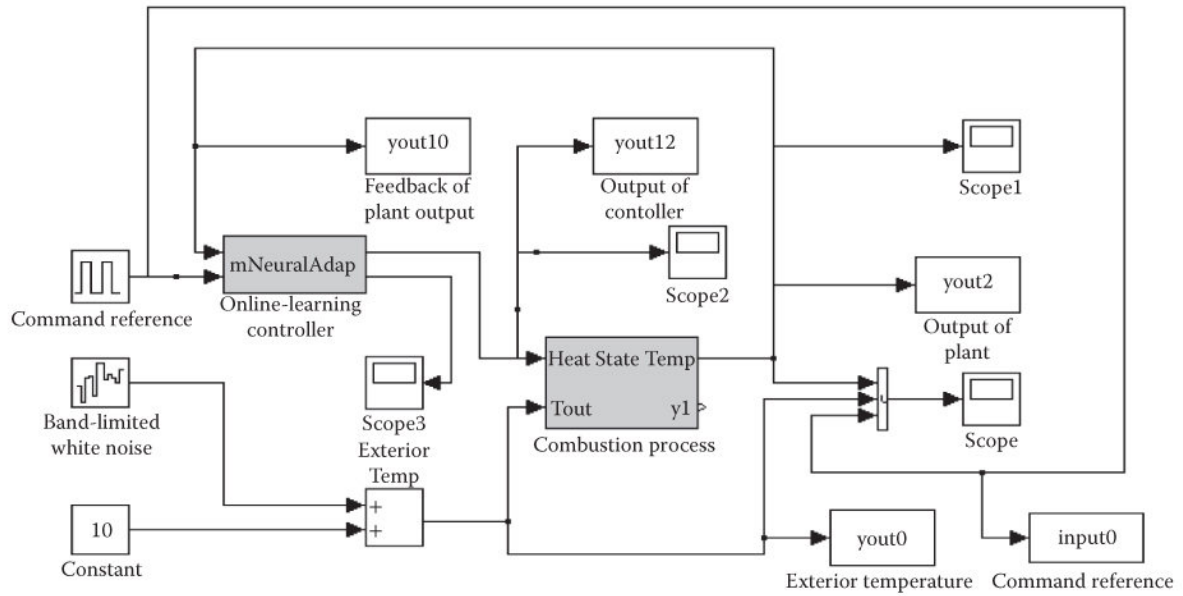 yout10
Feedback of
plant output
yout12
Output of
contoller
Scope1
mNeuralAdap
Online-learning
controller
Command reference
Scope2
yout2
Output of
plant
Heat State Temp
Tout y1
Combustion process
Scope3
Exterior
Temp
Scope
Band-limited
white noise
+
+
10
Constant
yout0
Exterior temperature
input0
Command reference